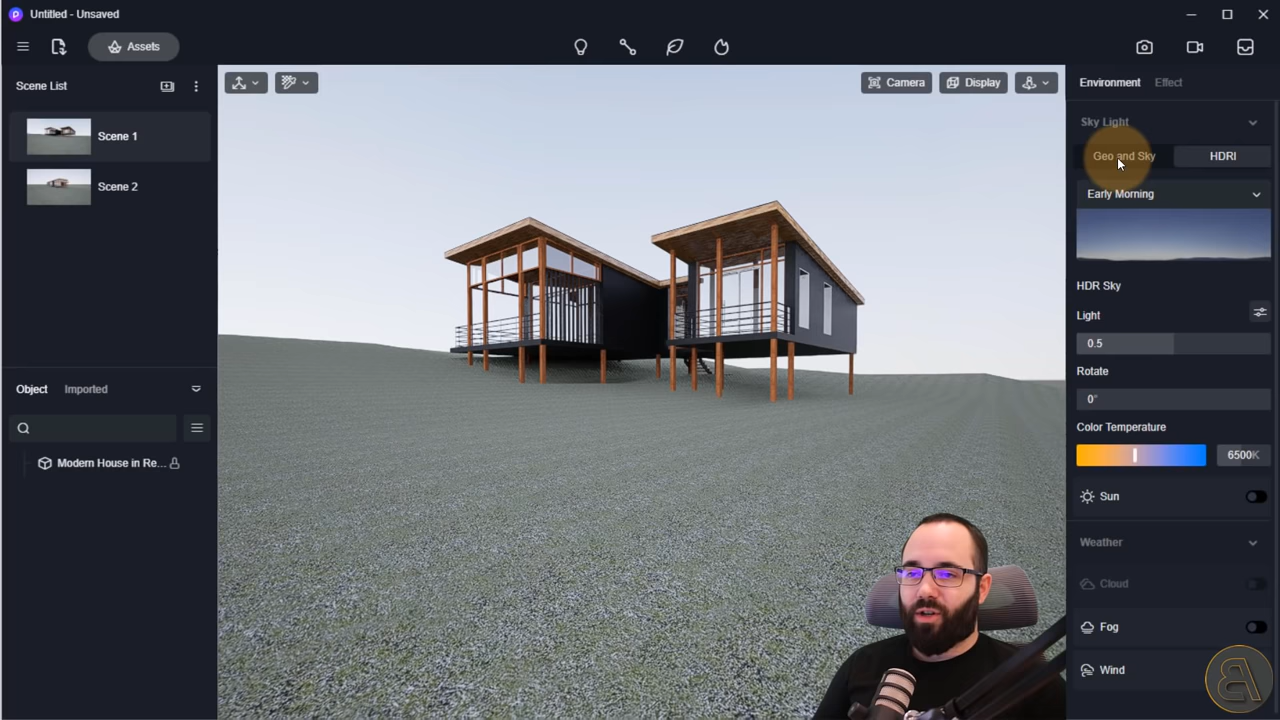 Untitled - Unsaved
Assets
Scene List
Scene 1
Scene 2
Object Imported
Modern House in Re...
Camera Display
Environment Effect
Sky Light
Geo and Sky HDRI
Early Morning
HDR Sky
Light
0.5
Rotate
0°
Color Temperature
6500K
Sun
Weather
Cloud
Fog
Wind